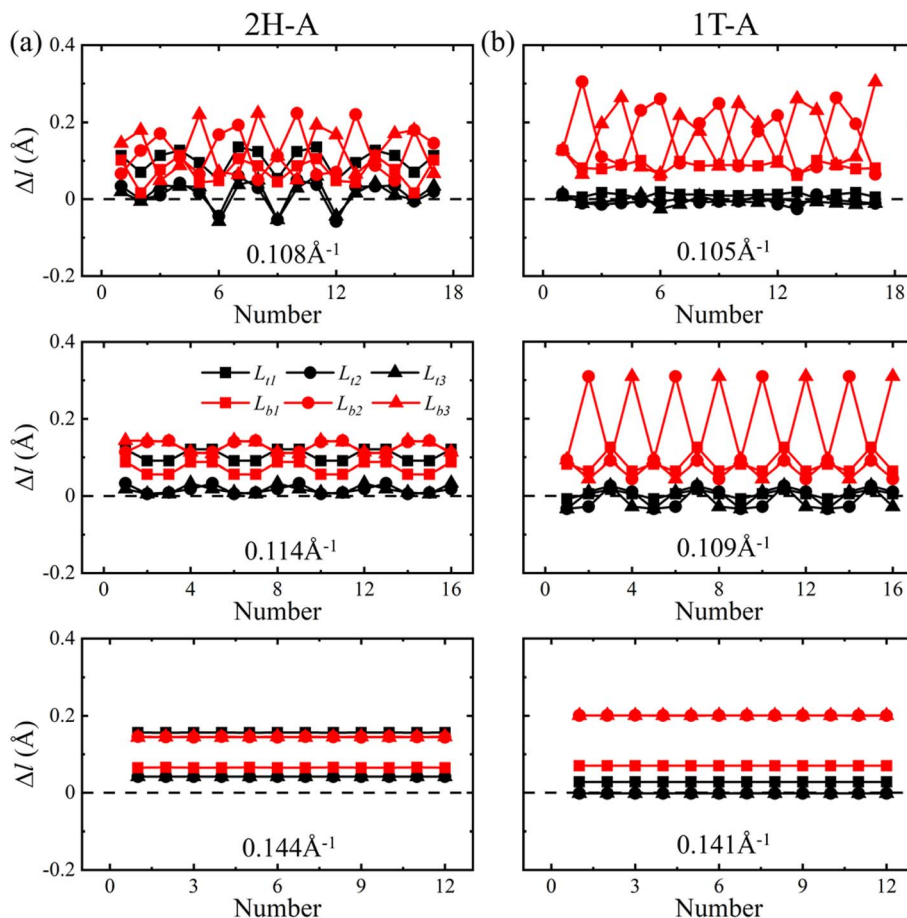 2H-A
1T-A
(a)
(b)
0.4
0.2
0
-0.2
Δl (Å)
0.108Å-1
0.105Å-1
0 6 12 18
0 6 12 18
Number
Number
0.4
0.2
0
-0.2
Δl (Å)
Lt1 Lt2 Lt3
Lb1 Lb2 Lb3
0.114Å-1
0.109Å-1
0 4 8 12 16
0 4 8 12 16
Number
Number
0.4
0.2
0
-0.2
Δl (Å)
0.144Å-1
0.141Å-1
0 3 6 9 12
0 3 6 9 12
Number
Number